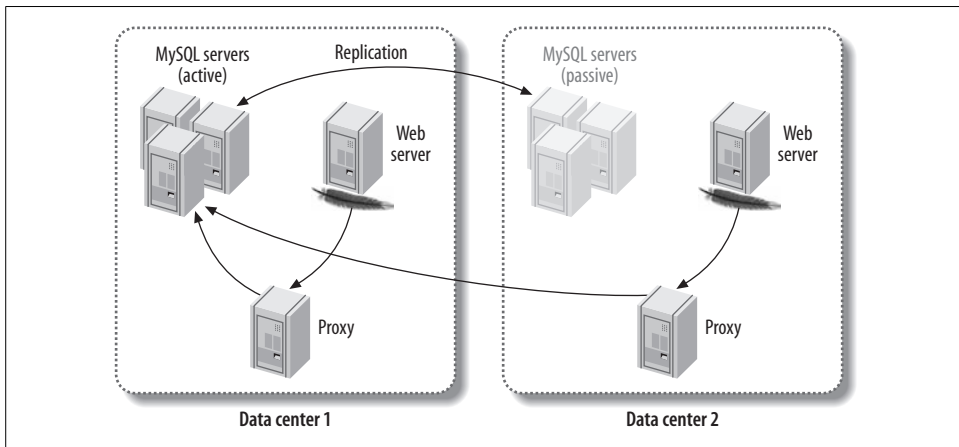 MySQL servers
(active)
Replication
Web
server
Proxy
Data center 1
MySQL servers
(passive)
Web
server
Proxy
Data center 2